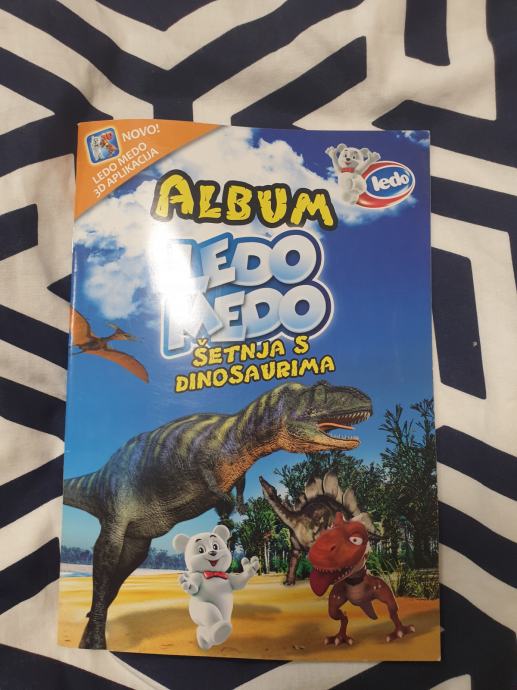 NOVO!
LEDO MEDO
3D APLIKACIJA
ledo
ALBUM
LEDO
MEDO
ŠETNJA S
DINOSAURIMA